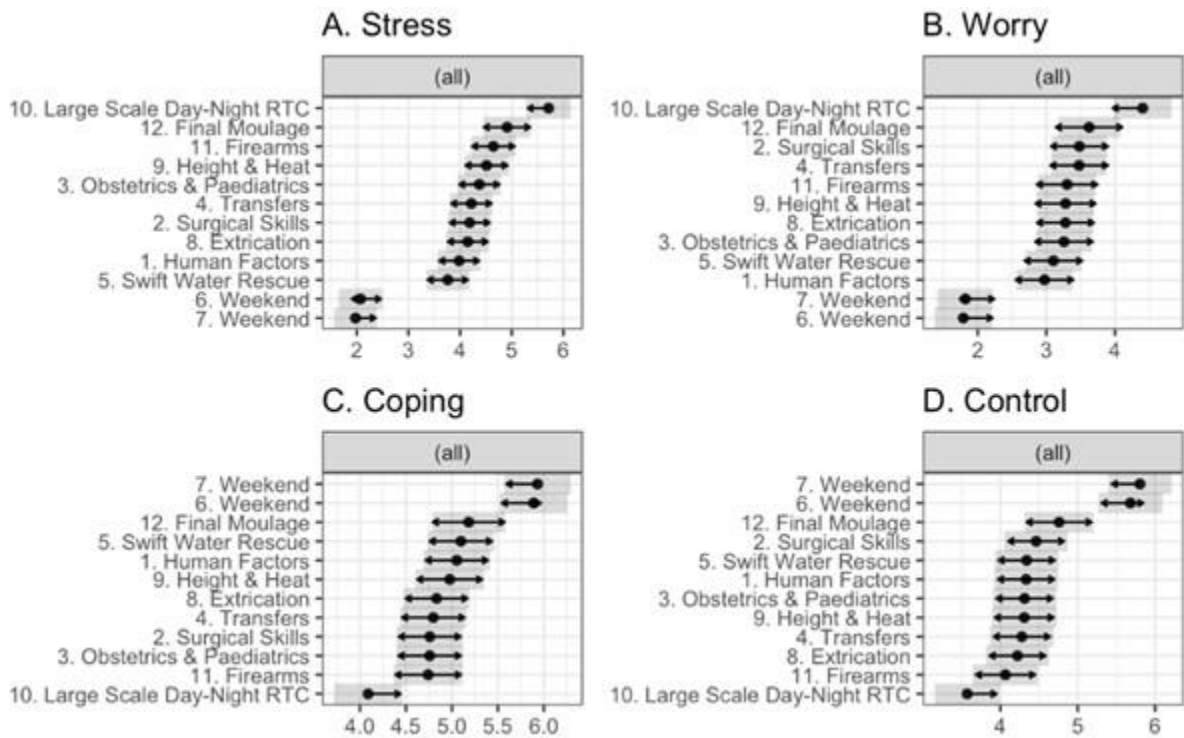 A. Stress
(all)
10. Large Scale Day-Night RTC
12. Final Moulage
11. Firearms
9. Height & Heat
3. Obstetrics & Paediatrics
4. Transfers
2. Surgical Skills
8. Extrication
1. Human Factors
5. Swift Water Rescue
6. Weekend
7. Weekend
2 3 4 5 6
B. Worry
(all)
10. Large Scale Day-Night RTC
12. Final Moulage
2. Surgical Skills
4. Transfers
11. Firearms
9. Height & Heat
8. Extrication
3. Obstetrics & Paediatrics
5. Swift Water Rescue
1. Human Factors
7. Weekend
6. Weekend
2 3 4
C. Coping
(all)
7. Weekend
6. Weekend
12. Final Moulage
5. Swift Water Rescue
1. Human Factors
9. Height & Heat
8. Extrication
4. Transfers
2. Surgical Skills
3. Obstetrics & Paediatrics
11. Firearms
10. Large Scale Day-Night RTC
4.0 4.5 5.0 5.5 6.0
D. Control
(all)
7. Weekend
6. Weekend
12. Final Moulage
2. Surgical Skills
5. Swift Water Rescue
1. Human Factors
3. Obstetrics & Paediatrics
9. Height & Heat
4. Transfers
8. Extrication
11. Firearms
10. Large Scale Day-Night RTC
4 5 6